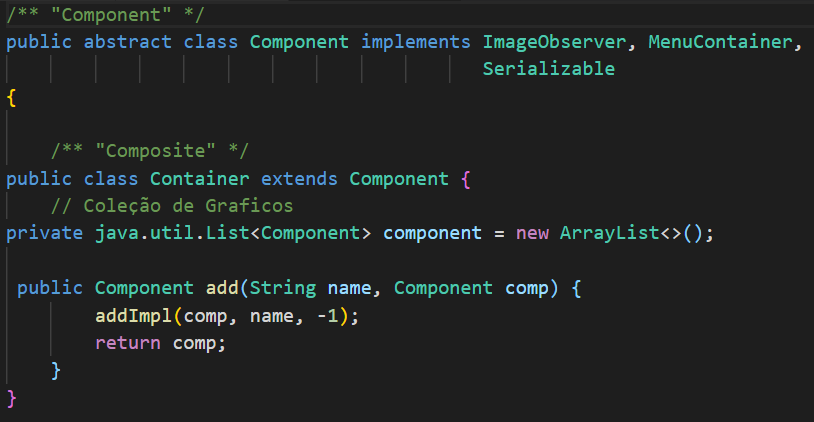 /** "Component" */
public abstract class Component implements ImageObserver, MenuContainer,
Serializable
{
/** "Composite" */
public class Container extends Component {
// Coleção de Graficos
private java.util.List<Component> component = new ArrayList<>();
public Component add(String name, Component comp) {
addImpl(comp, name, -1);
return comp;
}
}